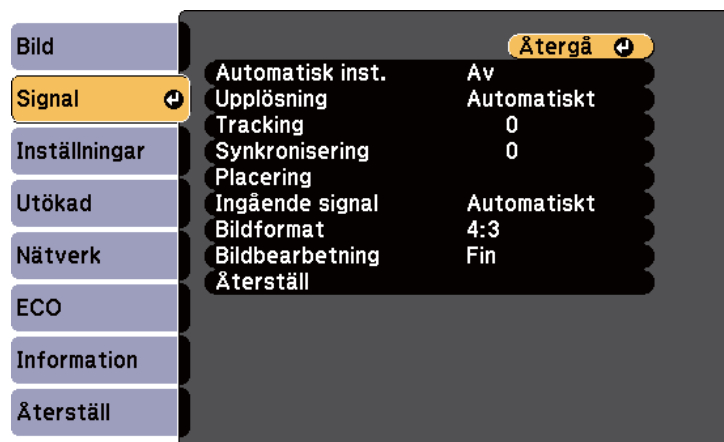 Bild
Signal
Inställningar
Utökad
Nätverk
ECO
Information
Återställ
Återgå
Automatisk inst. Av
Upplösning Automatiskt
Tracking 0
Synkronisering 0
Placering
Ingående signal Automatiskt
Bildformat 4:3
Bildbearbetning Fin
Återställ